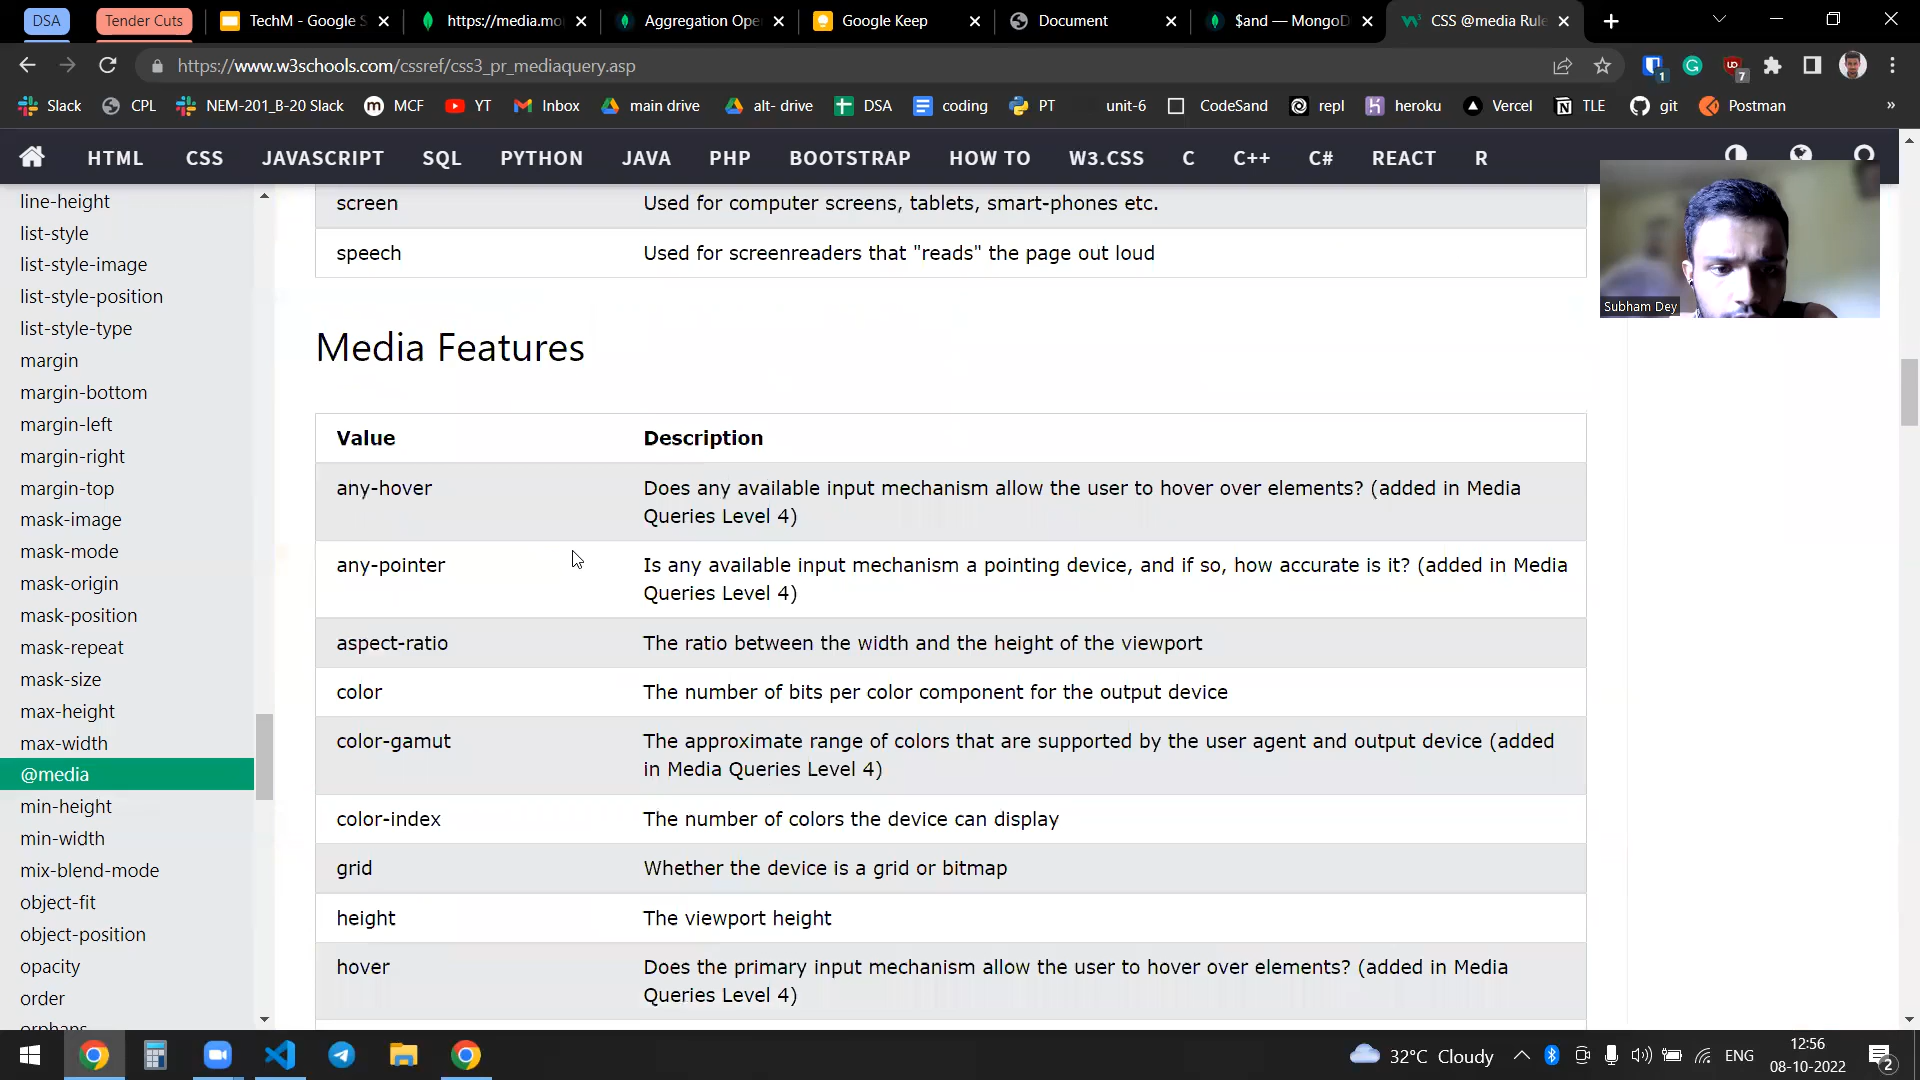 DSA
Tender Cuts
TechM - Google S
https://media.mo
Aggregation Ope
Google Keep
Document
$and — MongoD
CSS @media Rule
https://www.w3schools.com/cssref/css3_pr_mediaquery.asp
1
7
Slack
CPL
NEM-201_B-20 Slack
MCF
YT
Inbox
main drive
alt- drive
DSA
coding
PT
unit-6
CodeSand
repl
heroku
Vercel
TLE
git
Postman
»
HTML
CSS
JAVASCRIPT
SQL
PYTHON
JAVA
PHP
BOOTSTRAP
HOW TO
W3.CSS
C
C++
C#
REACT
R
line-height
list-style
list-style-image
list-style-position
list-style-type
margin
margin-bottom
margin-left
margin-right
margin-top
mask-image
mask-mode
mask-origin
mask-position
mask-repeat
mask-size
max-height
max-width
@media
min-height
min-width
mix-blend-mode
object-fit
object-position
opacity
order
orphans
screen
Used for computer screens, tablets, smart-phones etc.
speech
Used for screenreaders that "reads" the page out loud
Media Features
Value
Description
any-hover
Does any available input mechanism allow the user to hover over elements? (added in Media
Queries Level 4)
any-pointer
Is any available input mechanism a pointing device, and if so, how accurate is it? (added in Media
Queries Level 4)
aspect-ratio
The ratio between the width and the height of the viewport
color
The number of bits per color component for the output device
color-gamut
The approximate range of colors that are supported by the user agent and output device (added
in Media Queries Level 4)
color-index
The number of colors the device can display
grid
Whether the device is a grid or bitmap
height
The viewport height
hover
Does the primary input mechanism allow the user to hover over elements? (added in Media
Queries Level 4)
Subham Dey
32°C Cloudy
ENG
12:56
08-10-2022
2